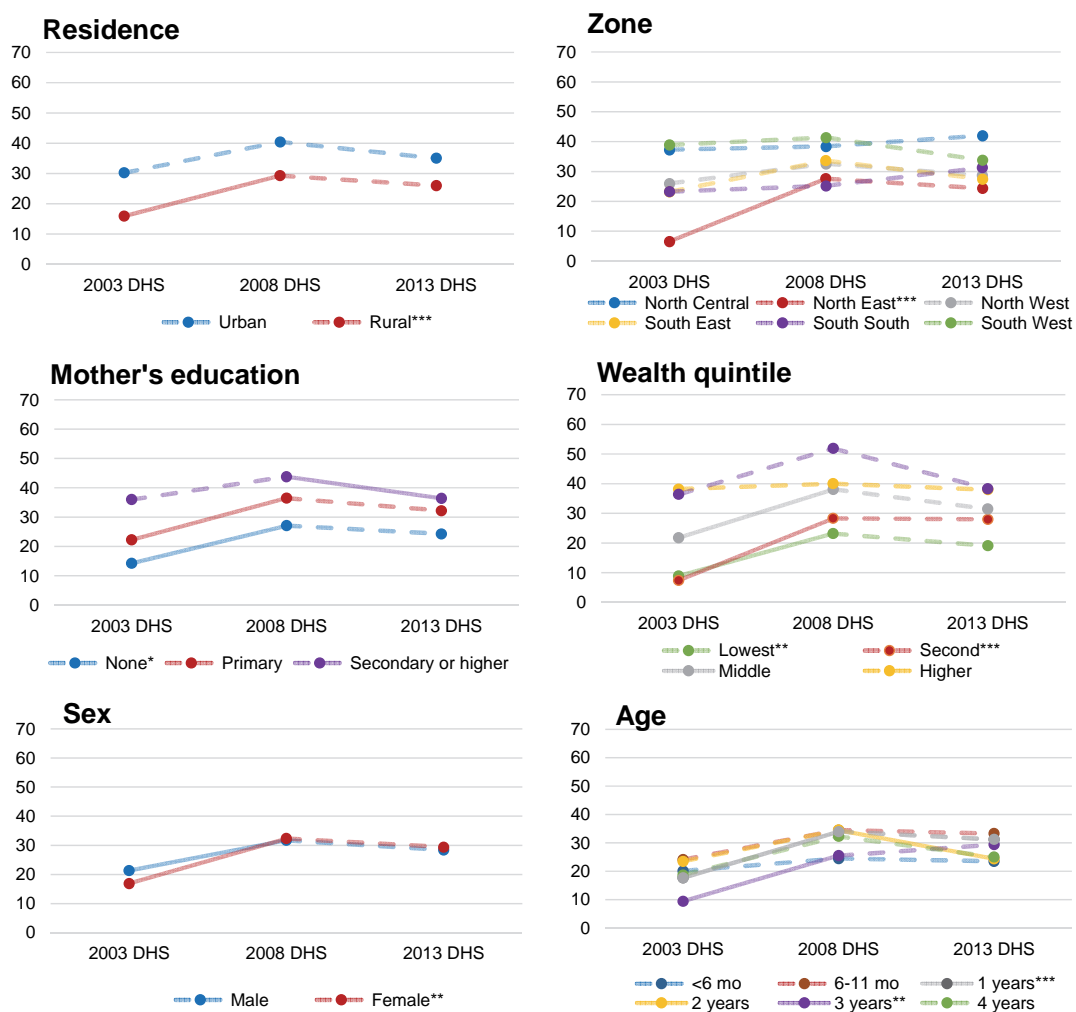 Residence
70
60
50
40
30
20
10
0
2003 DHS 2008 DHS 2013 DHS
Urban Rural***
Zone
70
60
50
40
30
20
10
0
2003 DHS 2008 DHS 2013 DHS
North Central North East*** North West
South East South South South West
Mother's education
70
60
50
40
30
20
10
0
2003 DHS 2008 DHS 2013 DHS
None* Primary Secondary or higher
Wealth quintile
70
60
50
40
30
20
10
0
2003 DHS 2008 DHS 2013 DHS
Lowest** Second***
Middle Higher
Sex
70
60
50
40
30
20
10
0
2003 DHS 2008 DHS 2013 DHS
Male Female**
Age
70
60
50
40
30
20
10
0
2003 DHS 2008 DHS 2013 DHS
<6 mo 6-11 mo 1 years***
2 years 3 years** 4 years